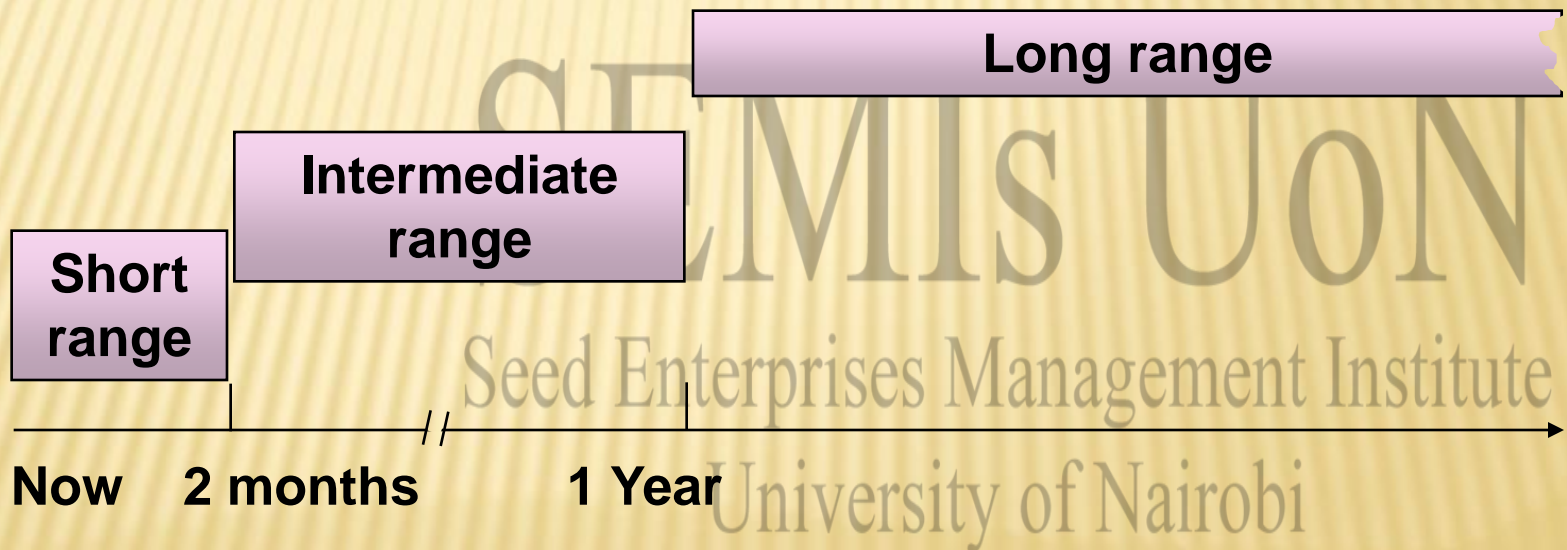 Long range
Intermediate
range
Short
range
Now 2 months 1 Year
SEMIs UoN
Seed Enterprises Management Institute
University of Nairobi